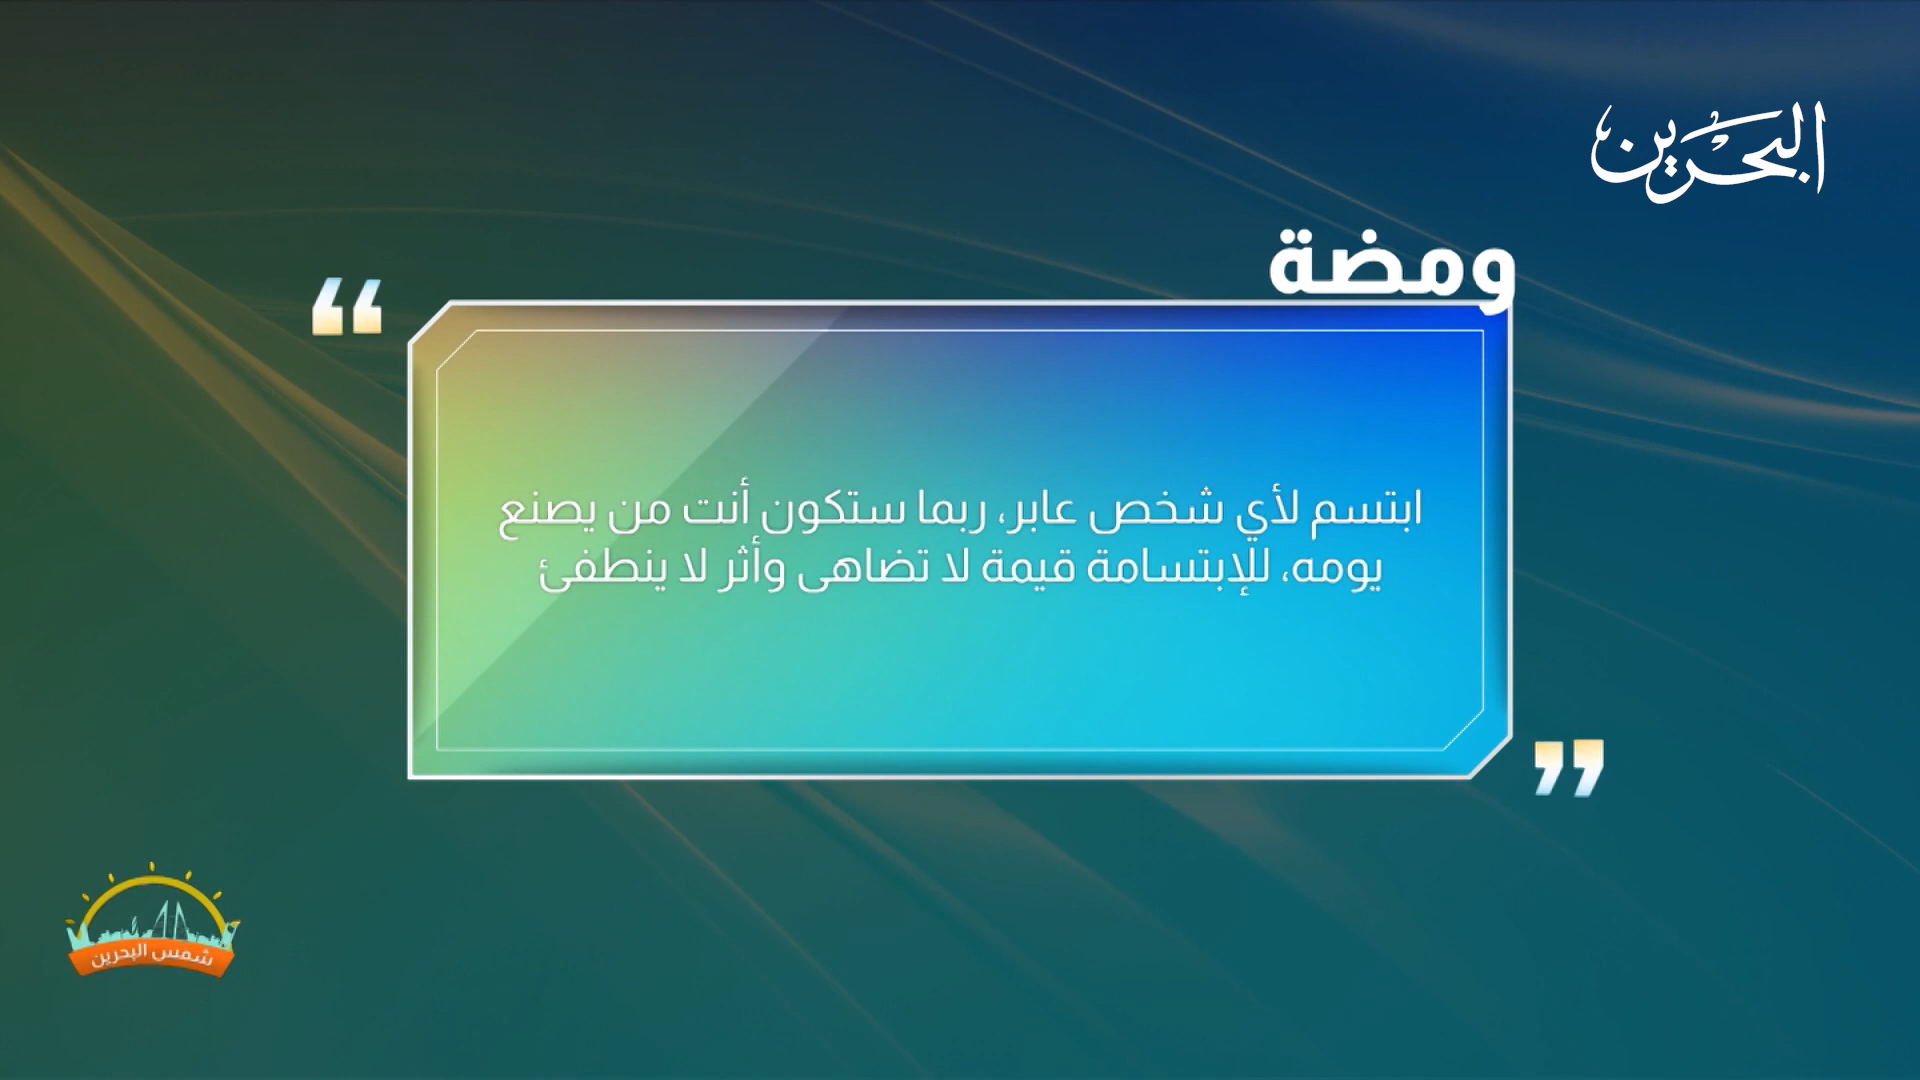 البحرين
ومضة
ابتسم لأي شخص عابر، ربما ستكون أنت من يصنع
يومه، للإبتسامة قيمة لا تضاهى وأثر لا ينطفئ
شمس البحرين